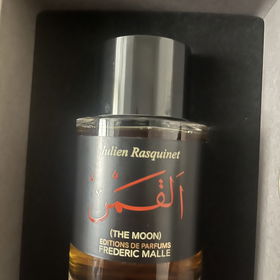 Julien Rasquinet
القمر
(THE MOON)
EDITIONS DE PARFUMS
FREDERIC MALLE